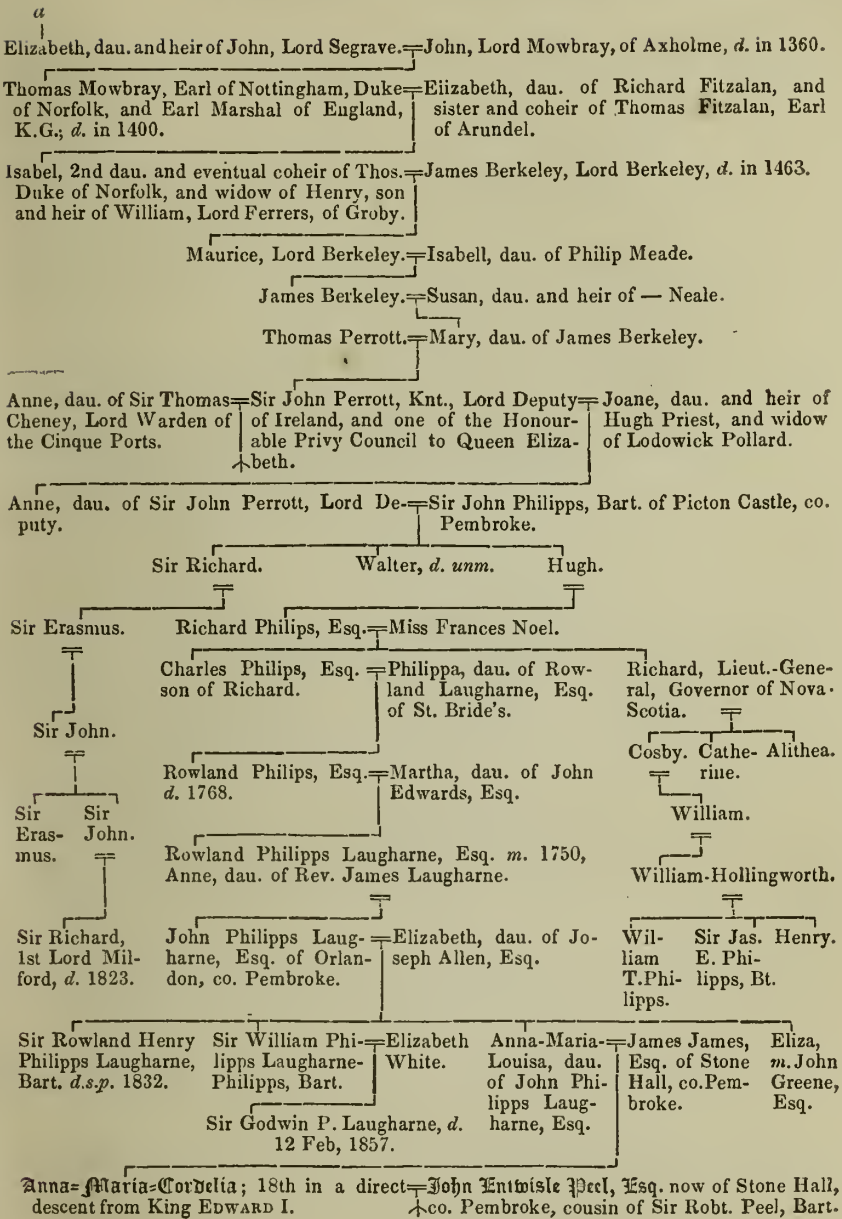 a
Elizabeth, dau. and heir of John, Lord Segrave.=John, Lord Mowbray, of Axholme, d. in 1360.
Thomas Mowbray, Earl of Nottingham, Duke
of Norfolk, and Earl Marshal of England,
K.G.; d. in 1400.
=Elizabeth, dau. of Richard Fitzalan, and
sister and coheir of Thomas Fitzalan, Earl
of Arundel.
Isabel, 2nd dau. and eventual coheir of Thos.
Duke of Norfolk, and widow of Henry, son
and heir of William, Lord Ferrers, of Groby.
=James Berkeley, Lord Berkeley, d. in 1463.
Maurice, Lord Berkeley.=Isabell, dau. of Philip Meade.
James Berkeley.=Susan, dau. and heir of — Neale.
Thomas Perrott.=Mary, dau. of James Berkeley.
Anne, dau. of Sir Thomas
Cheney, Lord Warden of
the Cinque Ports.
=Sir John Perrott, Knt., Lord Deputy
of Ireland, and one of the Honour-
able Privy Council to Queen Eliza-
beth.
=Joane, dau. and heir of
Hugh Priest, and widow
of Lodowick Pollard.
Anne, dau. of Sir John Perrott, Lord De-
puty.
=Sir John Philipps, Bart. of Picton Castle, co.
Pembroke.
Sir Richard. Walter, d. unm. Hugh.
Sir Erasmus. Richard Philips, Esq.=Miss Frances Noel.
Charles Philips, Esq.
son of Richard.
=Philippa, dau. of Row-
land Laugharne, Esq.
of St. Bride's.
Richard, Lieut.-Gene-
ral, Governor of Nova-
Scotia.
Sir John.
Cosby. Cathe- Alithea.
rine.
Rowland Philips, Esq.
d. 1768.
=Martha, dau. of John
Edwards, Esq.
William.
Sir
Eras-
mus.
Sir
John.
Rowland Philipps Laugharne, Esq. m. 1750,
Anne, dau. of Rev. James Laugharne.
William-Hollingworth.
Sir Richard,
1st Lord Mil-
ford, d. 1823.
John Philipps Laug-
harne, Esq. of Orlan-
don, co. Pembroke.
=Elizabeth, dau. of Jo-
seph Allen, Esq.
Wil-
liam
T.Phi-
lipps.
Sir Jas.
E. Phi-
lipps, Bt.
Henry.
Sir Rowland Henry
Philipps Laugharne,
Bart. d.s.p. 1832.
Sir William Phi-
lipps Laugharne-
Philipps, Bart.
=Elizabeth
White.
Anna-Maria-
Louisa, dau.
of John Phi-
lipps Laug-
harne, Esq.
=James James,
Esq. of Stone
Hall, co.Pem-
broke.
Eliza,
m. John
Greene,
Esq.
Sir Godwin P. Laugharne, d.
12 Feb, 1857.
Anna=Maria=Cordelia; 18th in a direct
descent from King EDWARD I.
=John Entwisle Peel, Esq. now of Stone Hall,
co. Pembroke, cousin of Sir Robt. Peel, Bart.